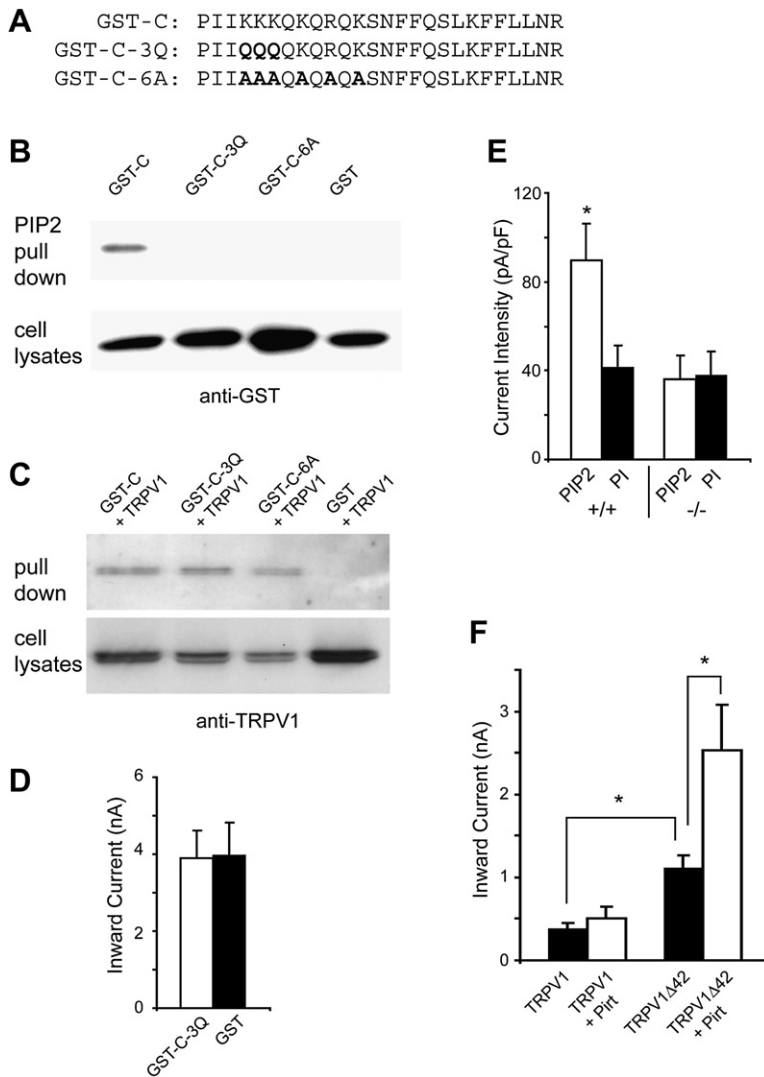 A
GST-C: PIIKKKQKQRQKSNFFQSLKFFLLNR
GST-C-3Q: PIIQQQQKQRQKSNFFQSLKFFLLNR
GST-C-6A: PIIAAAQAQAQASNFFQSLKFFLLNR
B
GST-C
GST-C-3Q
GST-C-6A
GST
PIP2
pull
down
cell
lysates
anti-GST
C
GST-C
+ TRPV1
GST-C-3Q
+ TRPV1
GST-C-6A
+ TRPV1
GST
+ TRPV1
pull
down
cell
lysates
anti-TRPV1
D
Inward Current (nA)
6
4
2
0
GST-C-3Q
GST
E
Current Intensity (pA/pF)
120
80
40
0
*
PIP2
PI
PIP2
PI
+/+
-/-
F
Inward Current (nA)
3
2
1
0
*
*
TRPV1
TRPV1
+ Pirt
TRPV1Δ42
TRPV1Δ42
+ Pirt